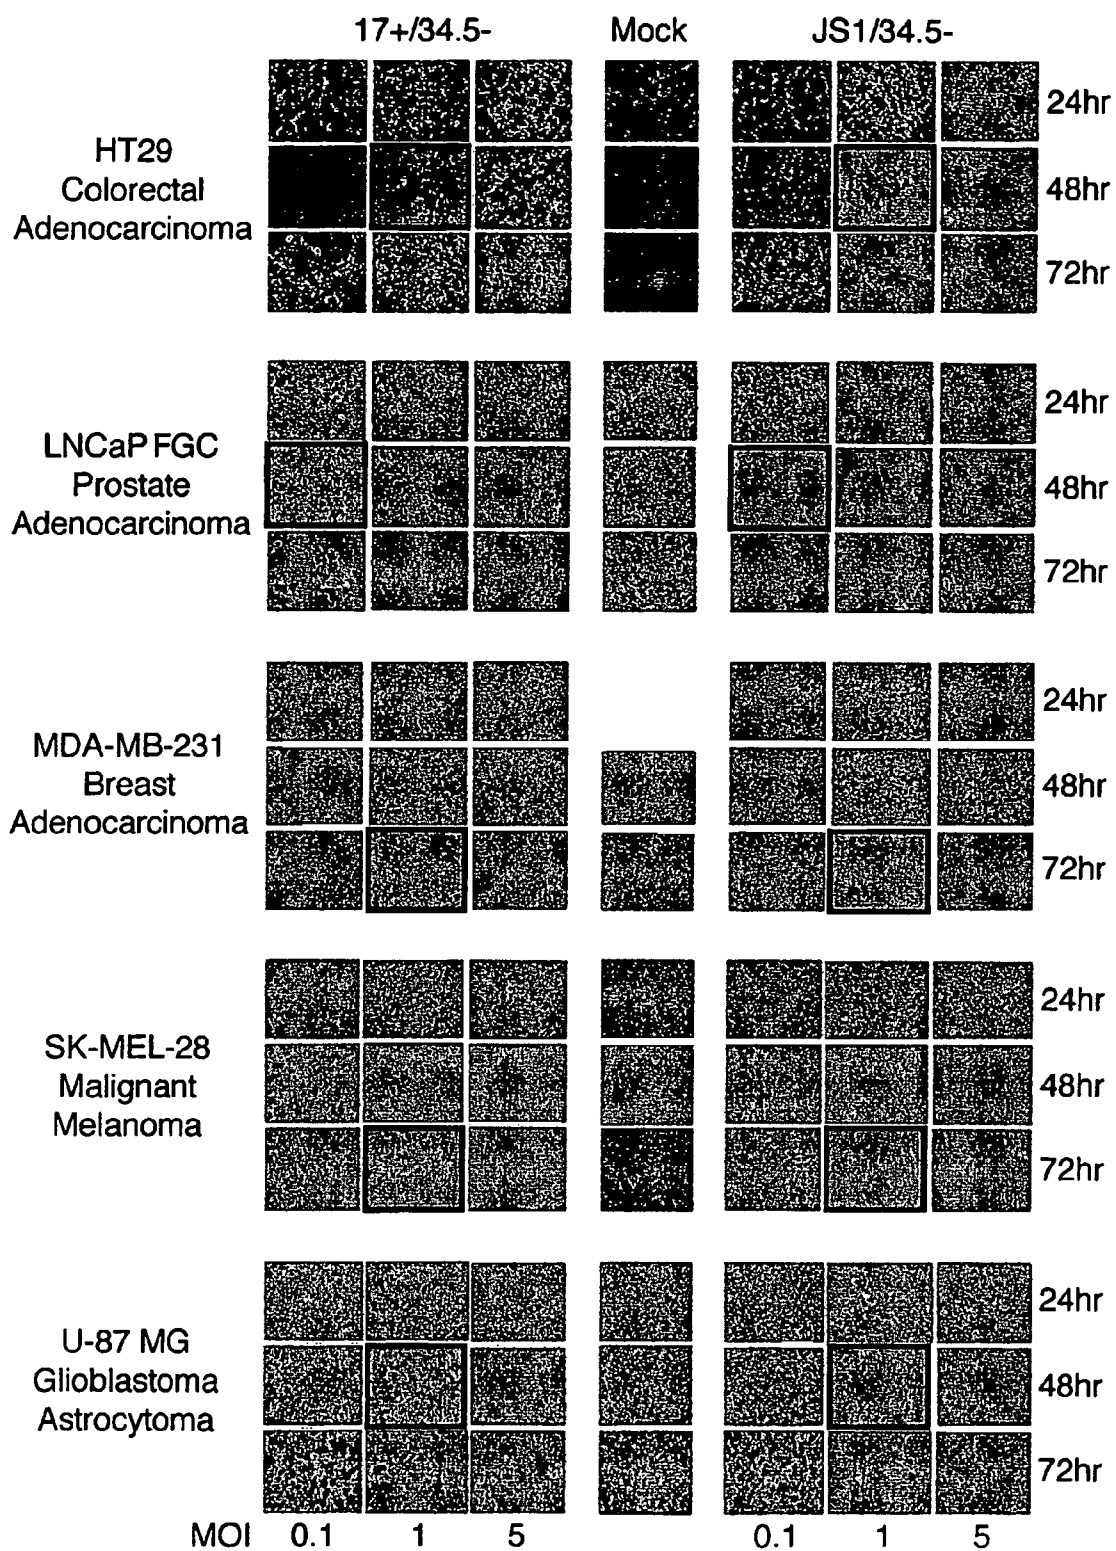 17+/34.5- Mock JS1/34.5-
24hr
HT29
Colorectal
Adenocarcinoma
48hr
72hr
24hr
LNCaP FGC
Prostate
Adenocarcinoma
48hr
72hr
24hr
MDA-MB-231
Breast
Adenocarcinoma
48hr
72hr
24hr
SK-MEL-28
Malignant
Melanoma
48hr
72hr
24hr
U-87 MG
Glioblastoma
Astrocytoma
48hr
72hr
MOI 0.1 1 5 0.1 1 5